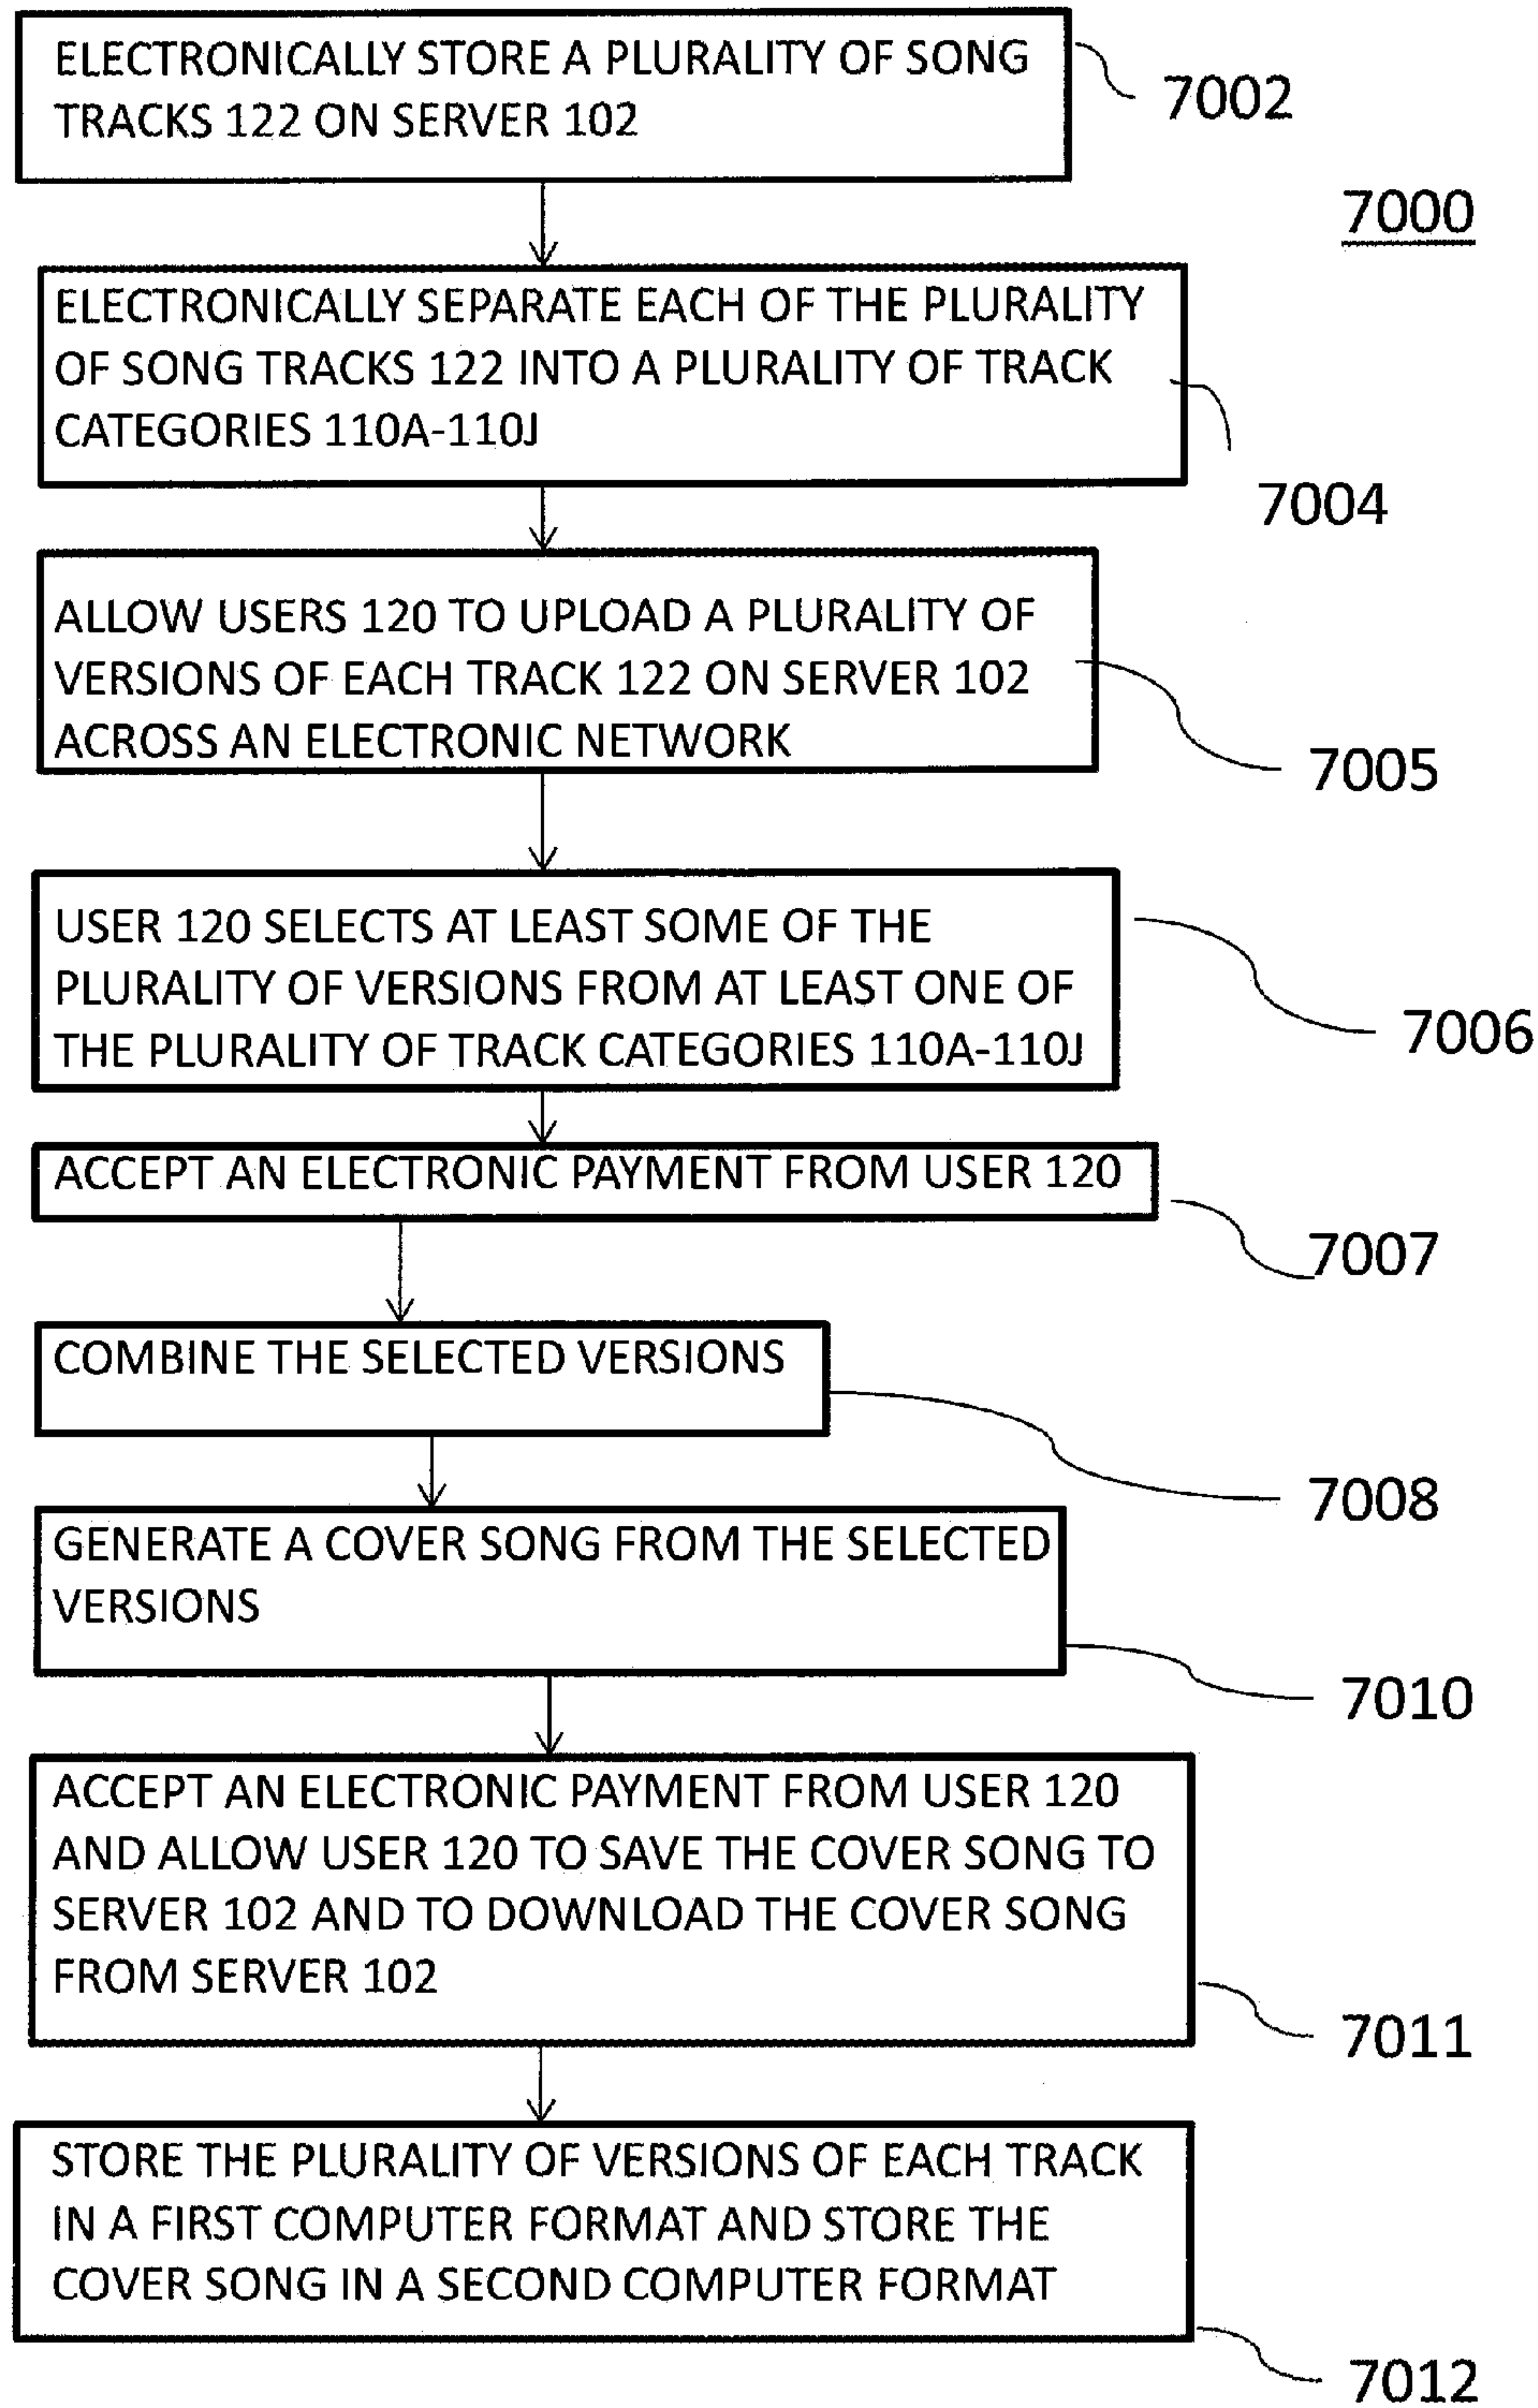 ELECTRONICALLY STORE A PLURALITY OF SONG
TRACKS 122 ON SERVER 102
7002
7000
ELECTRONICALLY SEPARATE EACH OF THE PLURALITY
OF SONG TRACKS 122 INTO A PLURALITY OF TRACK
CATEGORIES 110A-110J
7004
ALLOW USERS 120 TO UPLOAD A PLURALITY OF
VERSIONS OF EACH TRACK 122 ON SERVER 102
ACROSS AN ELECTRONIC NETWORK
7005
USER 120 SELECTS AT LEAST SOME OF THE
PLURALITY OF VERSIONS FROM AT LEAST ONE OF
THE PLURALITY OF TRACK CATEGORIES 110A-110J
7006
ACCEPT AN ELECTRONIC PAYMENT FROM USER 120
7007
COMBINE THE SELECTED VERSIONS
7008
GENERATE A COVER SONG FROM THE SELECTED
VERSIONS
7010
ACCEPT AN ELECTRONIC PAYMENT FROM USER 120
AND ALLOW USER 120 TO SAVE THE COVER SONG TO
SERVER 102 AND TO DOWNLOAD THE COVER SONG
FROM SERVER 102
7011
STORE THE PLURALITY OF VERSIONS OF EACH TRACK
IN A FIRST COMPUTER FORMAT AND STORE THE
COVER SONG IN A SECOND COMPUTER FORMAT
7012